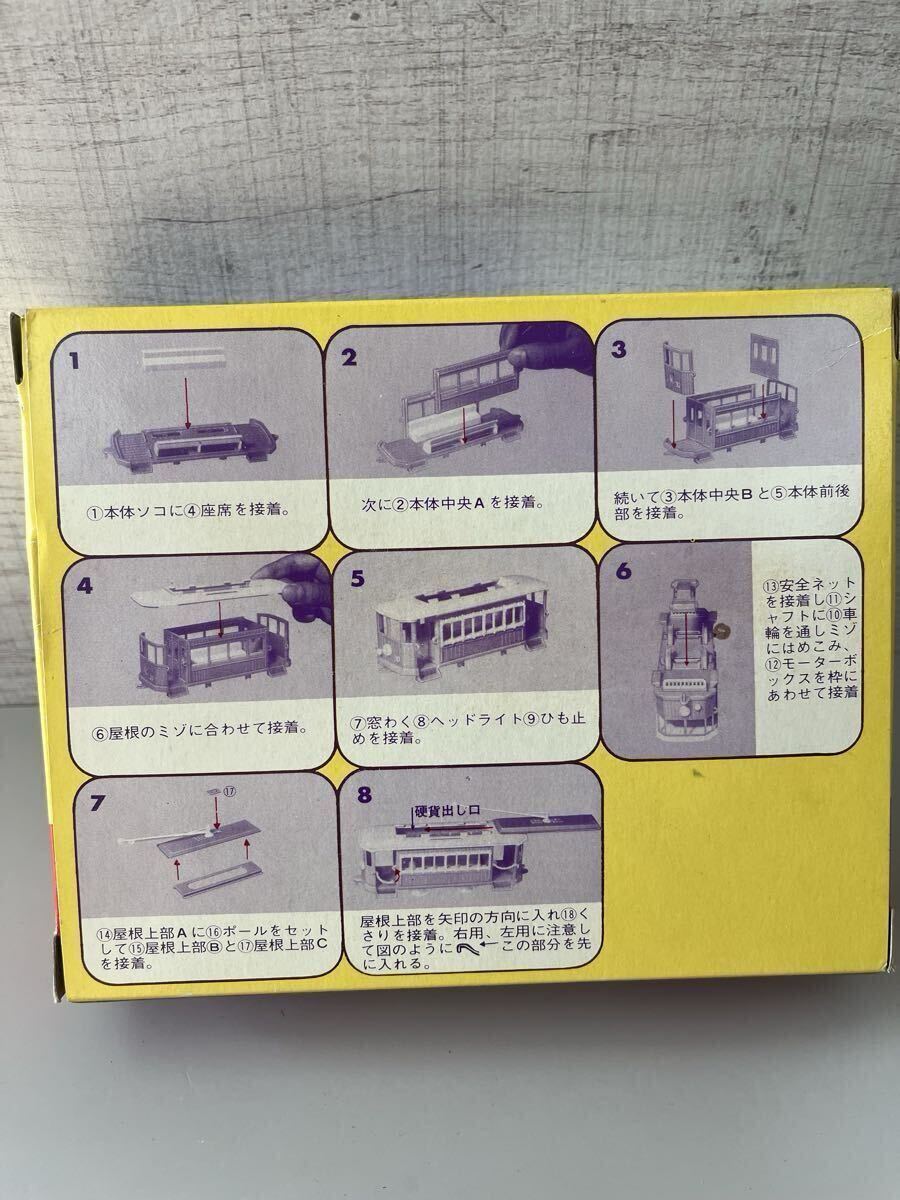 1
①本体ソコに④座席を接着。
2
次に②本体中央Aを接着。
3
続いて③本体中央Bと⑤本体前後
部を接着。
4
⑥屋根のミゾに合わせて接着。
5
⑦窓わく⑧ヘッドライト⑨ひも止
めを接着。
6
⑬安全ネット
を接着し⑪シ
ャフトに⑩車
輪を通しミゾ
にはめこみ、
⑫モーターボ
ックスを枠に
あわせて接着
7
⑰
⑭屋根上部Aに⑯ポールをセット
して⑮屋根上部Bと⑰屋根上部C
を接着。
8
硬貨出し口
屋根上部を矢印の方向に入れ⑱く
さりを接着。右用、左用に注意し
て図のように←この部分を先
に入れる。